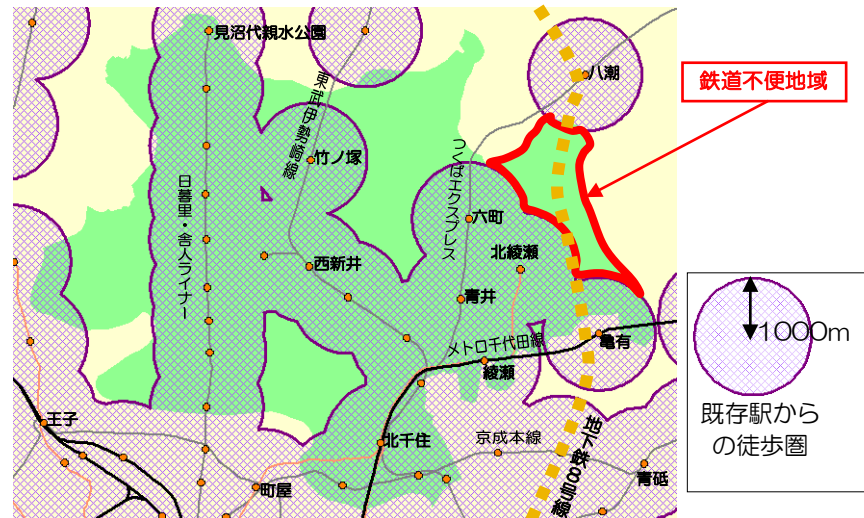 見沼代親水公園
八潮
鉄道不便地域
東武伊勢崎線
竹ノ塚
つくばエクスプレス
日暮里・舎人ライナー
六町
北綾瀬
西新井
青井
1000m
メトロ千代田線
亀有
綾瀬
既存駅から
の徒歩圏
王子
北千住
京成本線
地下鉄8号線
青砥
町屋